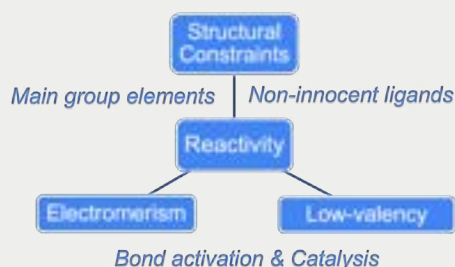 Structural
Constraints
Main group elements
Non-innocent ligands
Reactivity
Electromerism
Low-valency
Bond activation & Catalysis